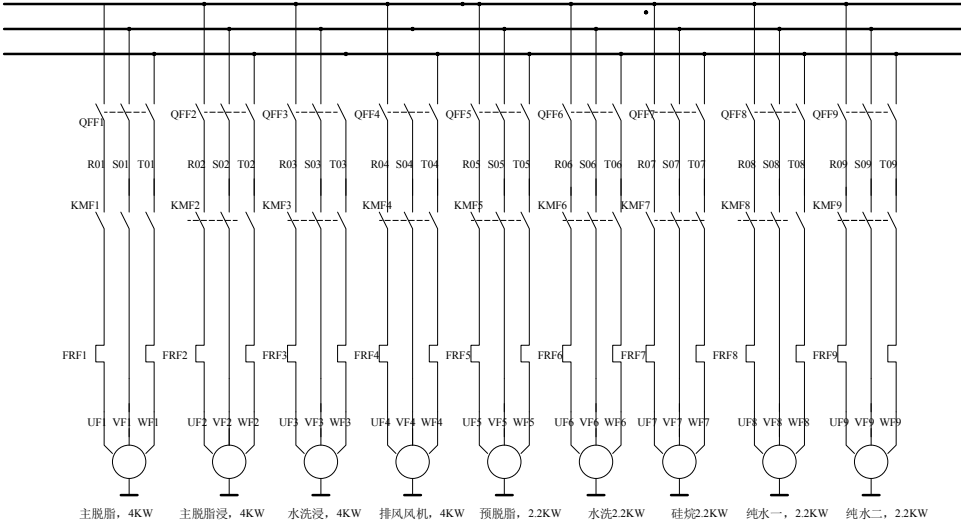 QFF1 QFF2 QFF3 QFF4 QFF5 QFF6 QFF7 QFF8 QFF9
R01 S01 T01 R02 S02 T02 R03 S03 T03 R04 S04 T04 R05 S05 T05 R06 S06 T06 R07 S07 T07 R08 S08 T08 R09 S09 T09
KMF1 KMF2 KMF3 KMF4 KMF5 KMF6 KMF7 KMF8 KMF9
FRF1 FRF2 FRF3 FRF4 FRF5 FRF6 FRF7 FRF8 FRF9
UF1 VF1 WF1 UF2 VF2 WF2 UF3 VF3 WF3 UF4 VF4 WF4 UF5 VF5 WF5 UF6 VF6 WF6 UF7 VF7 WF7 UF8 VF8 WF8 UF9 VF9 WF9
主脱脂，4KW 主脱脂浸，4KW 水洗浸，4KW 排风风机，4KW 预脱脂，2.2KW 水洗2.2KW 硅烷2.2KW 纯水一，2.2KW 纯水二，2.2KW